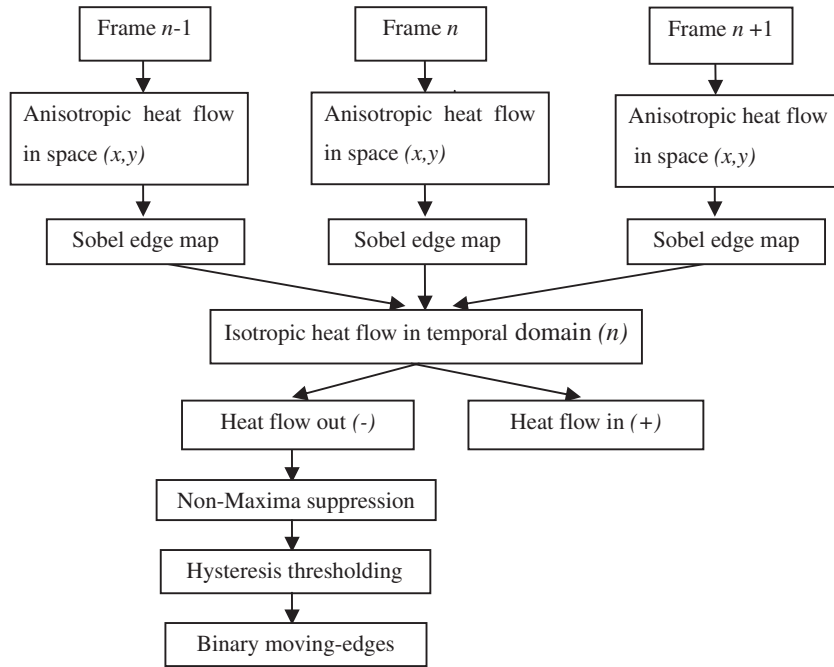 Frame n-1
Frame n
Frame n +1
Anisotropic heat flow
in space (x,y)
Anisotropic heat flow
in space (x,y)
Anisotropic heat flow
in space (x,y)
Sobel edge map
Sobel edge map
Sobel edge map
Isotropic heat flow in temporal domain (n)
Heat flow out (-)
Heat flow in (+)
Non-Maxima suppression
Hysteresis thresholding
Binary moving-edges